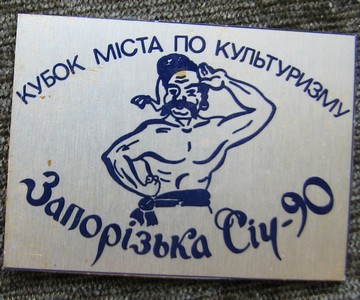 КУБОК МІСТА ПО КУЛЬТУРИЗМУ
Запорізька Січ-90